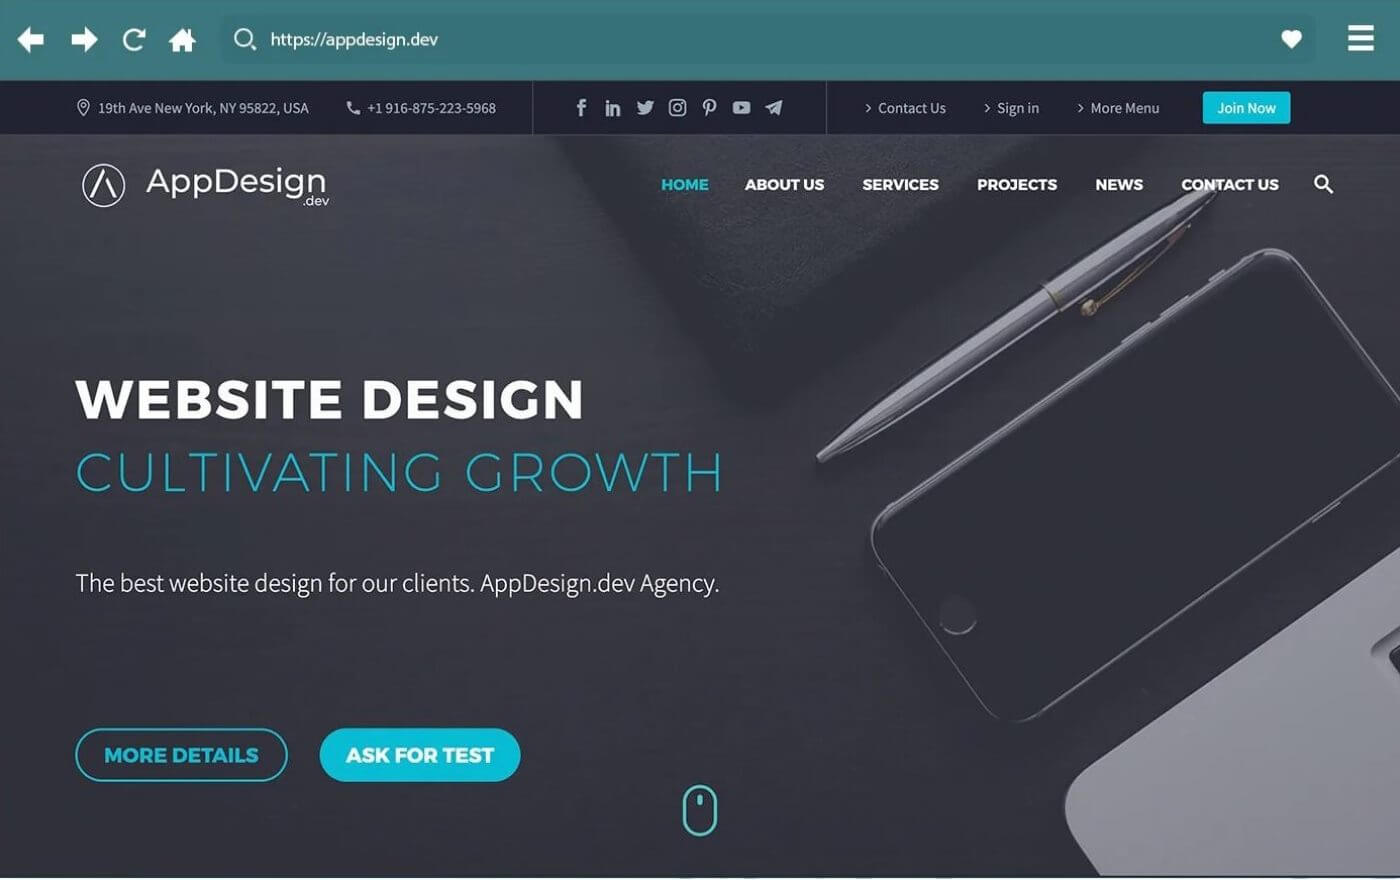 https://appdesign.dev
19th Ave New York, NY 95822, USA +1 916-875-223-5968 Contact Us Sign in More Menu Join Now
AppDesign
.dev
HOME ABOUT US SERVICES PROJECTS NEWS CONTACT US
WEBSITE DESIGN
CULTIVATING GROWTH
The best website design for our clients. AppDesign.dev Agency.
MORE DETAILS ASK FOR TEST